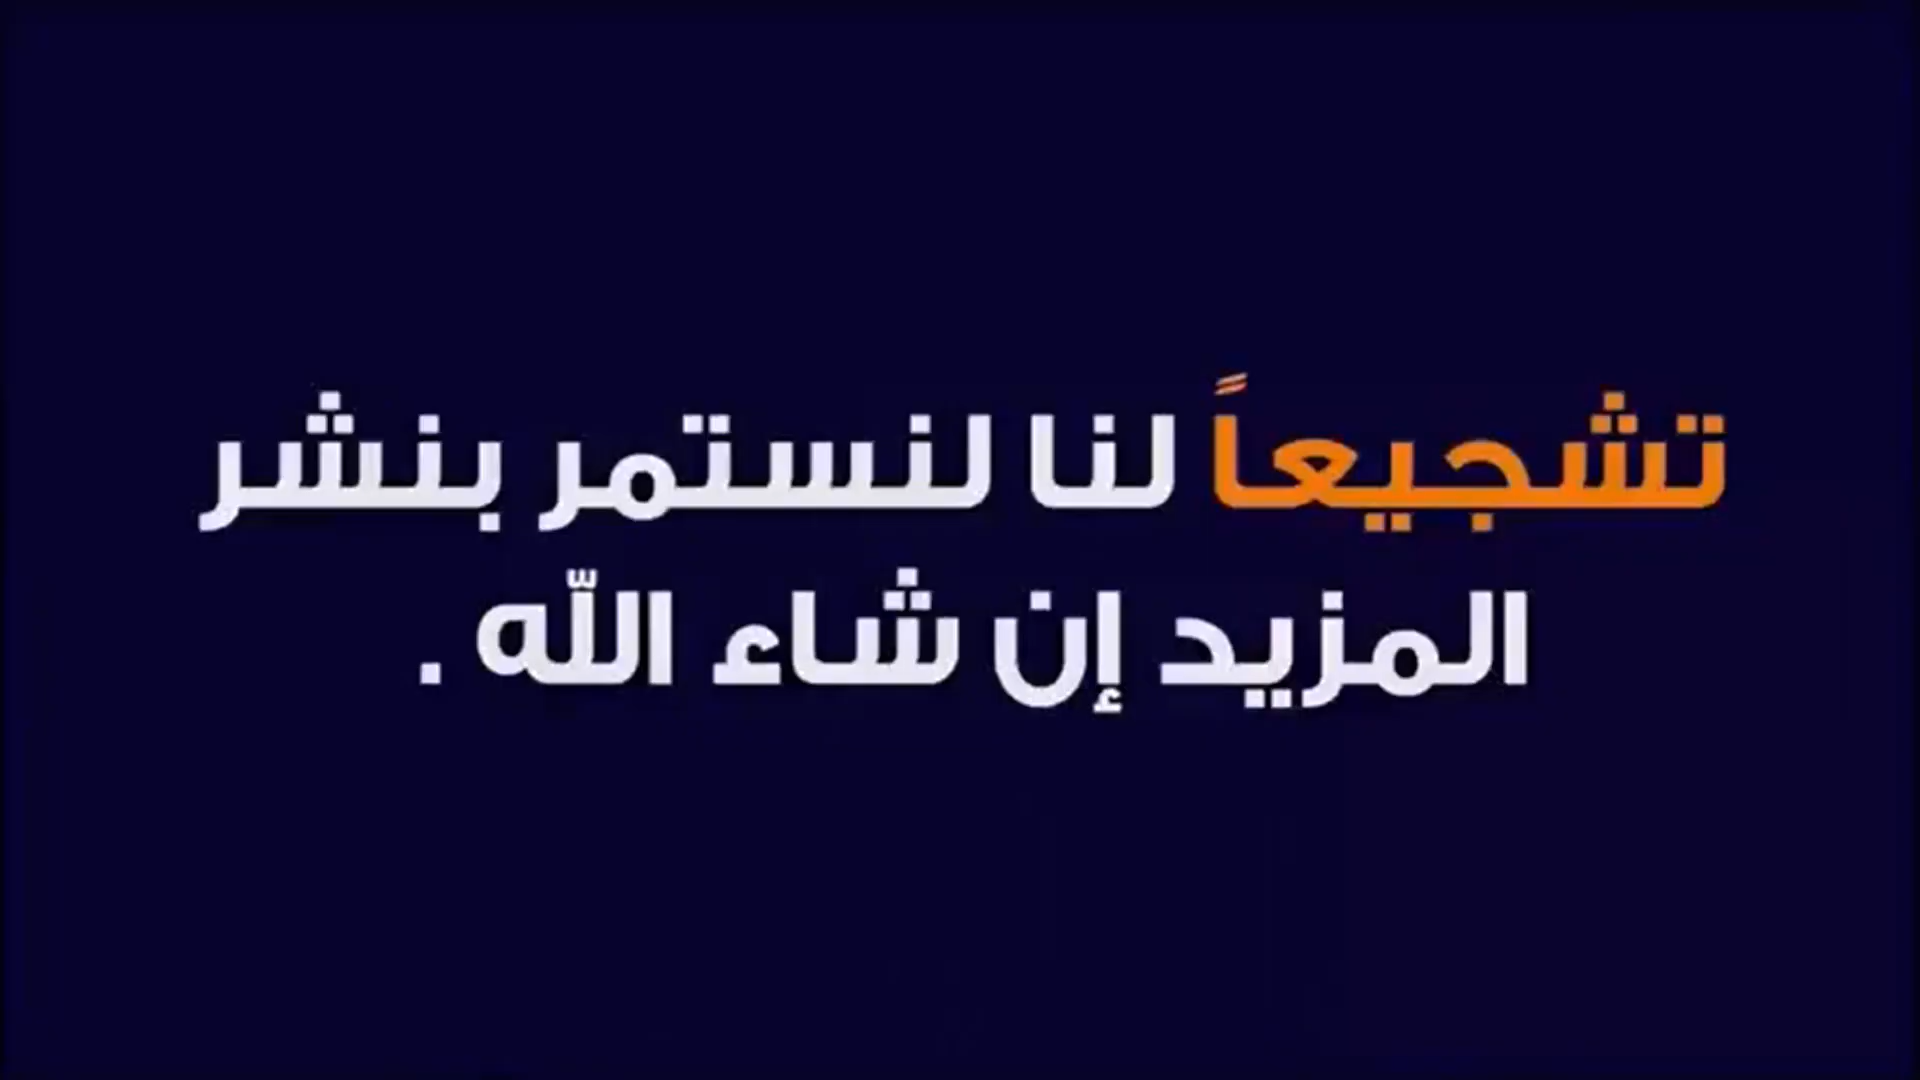 تشجيعاً لنا لنستمر بنشر
المزيد إن شاء اللّه .